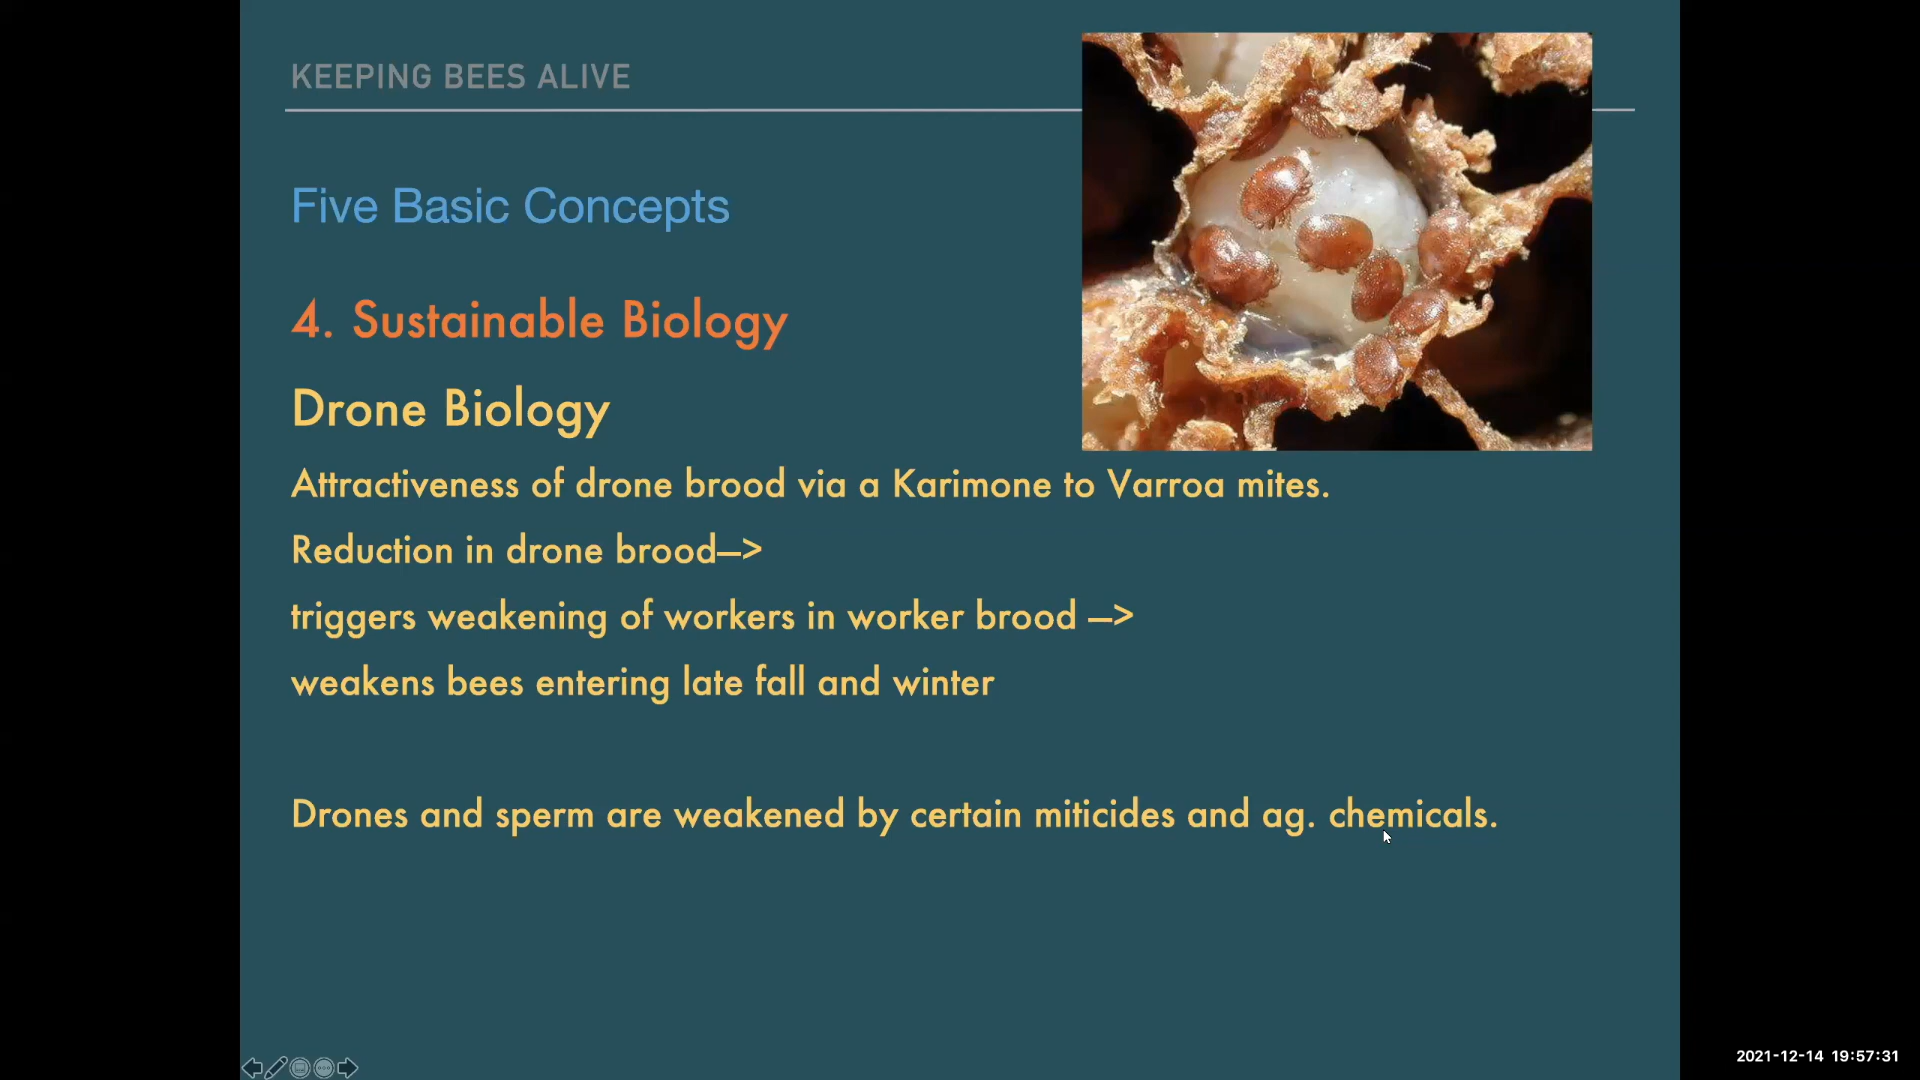 KEEPING BEES ALIVE
Five Basic Concepts
4. Sustainable Biology
Drone Biology
Attractiveness of drone brood via a Karimone to Varroa mites.
Reduction in drone brood—>
triggers weakening of workers in worker brood —>
weakens bees entering late fall and winter
Drones and sperm are weakened by certain miticides and ag. chemicals.
2021-12-14 19:57:31